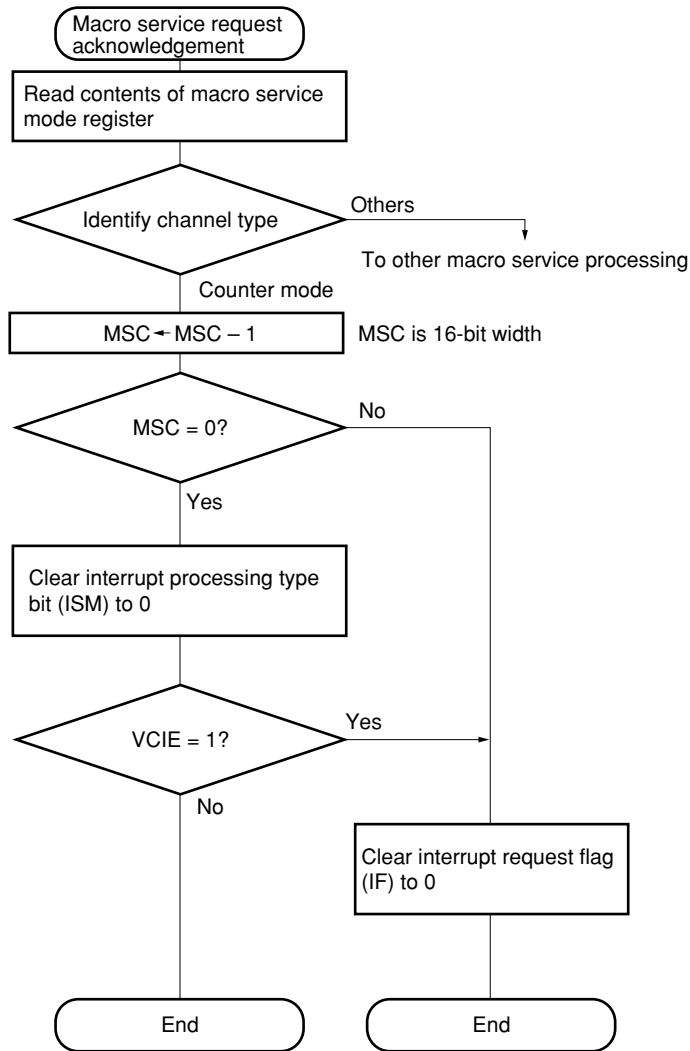 Macro service request
acknowledgement
Read contents of macro service
mode register
Identify channel type
Others
To other macro service processing
Counter mode
MSC ← MSC – 1
MSC is 16-bit width
MSC = 0?
No
Yes
Clear interrupt processing type
bit (ISM) to 0
VCIE = 1?
Yes
No
Clear interrupt request flag
(IF) to 0
End
End